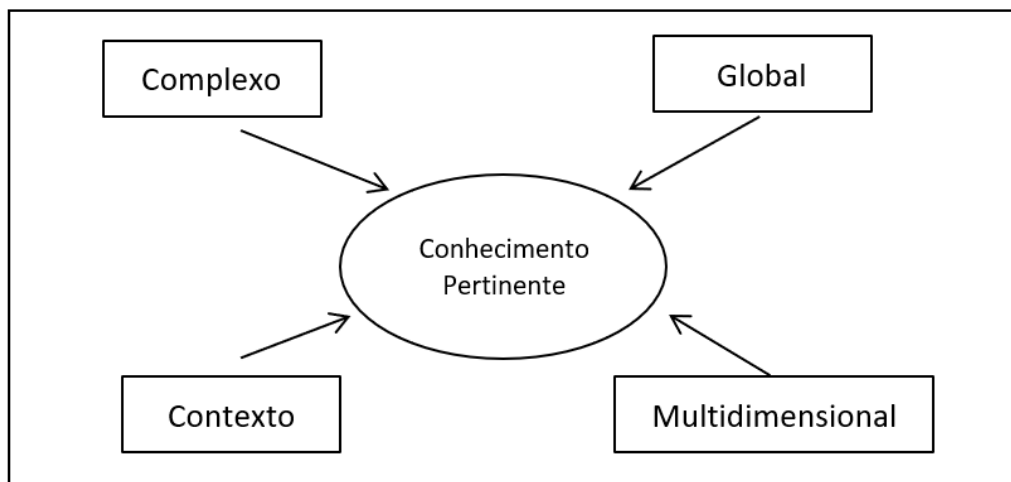 Complexo
Global
Conhecimento
Pertinente
Contexto
Multidimensional